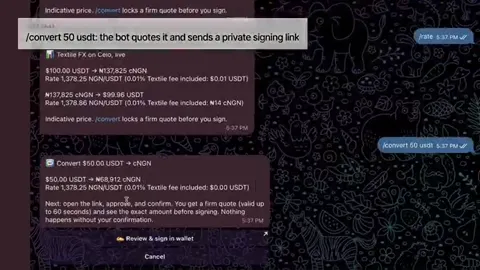 Indicative price. /convert locks a firm quote before you sign.
/convert 50 usdt: the bot quotes it and sends a private signing link
/rate 5:37 PM
Textile FX on Celo, live
$100.00 USDT → ₦137,825 cNGN
Rate 1,378.25 NGN/USDT (0.01% Textile fee included: $0.01 USDT)
₦137,825 cNGN → $99.96 USDT
Rate 1,378.86 NGN/USDT (0.01% Textile fee included: ₦14 cNGN)
Indicative price. /convert locks a firm quote before you sign.
5:37 PM
/convert 50 usdt 5:37 PM
Convert $50.00 USDT → cNGN
$50.00 USDT → ₦68,912 cNGN
Rate 1,378.25 NGN/USDT (0.01% Textile fee included: $0.00 USDT)
Next: open the link, approve, and confirm. You get a firm quote (valid up
to 60 seconds) and see the exact amount before signing. Nothing
happens without your confirmation.
5:37 PM
Review & sign in wallet
Cancel